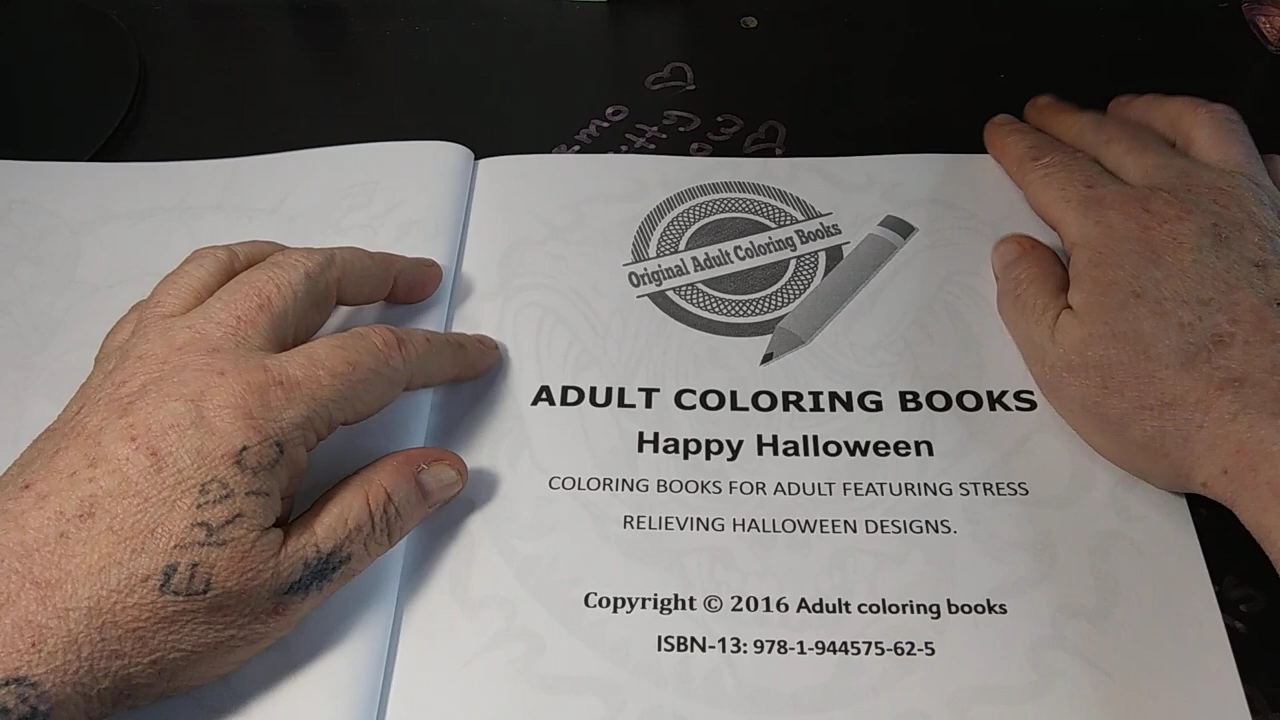 Original Adult Coloring Books
ADULT COLORING BOOKS
Happy Halloween
COLORING BOOKS FOR ADULT FEATURING STRESS
RELIEVING HALLOWEEN DESIGNS.
Copyright © 2016 Adult coloring books
ISBN-13: 978-1-944575-62-5